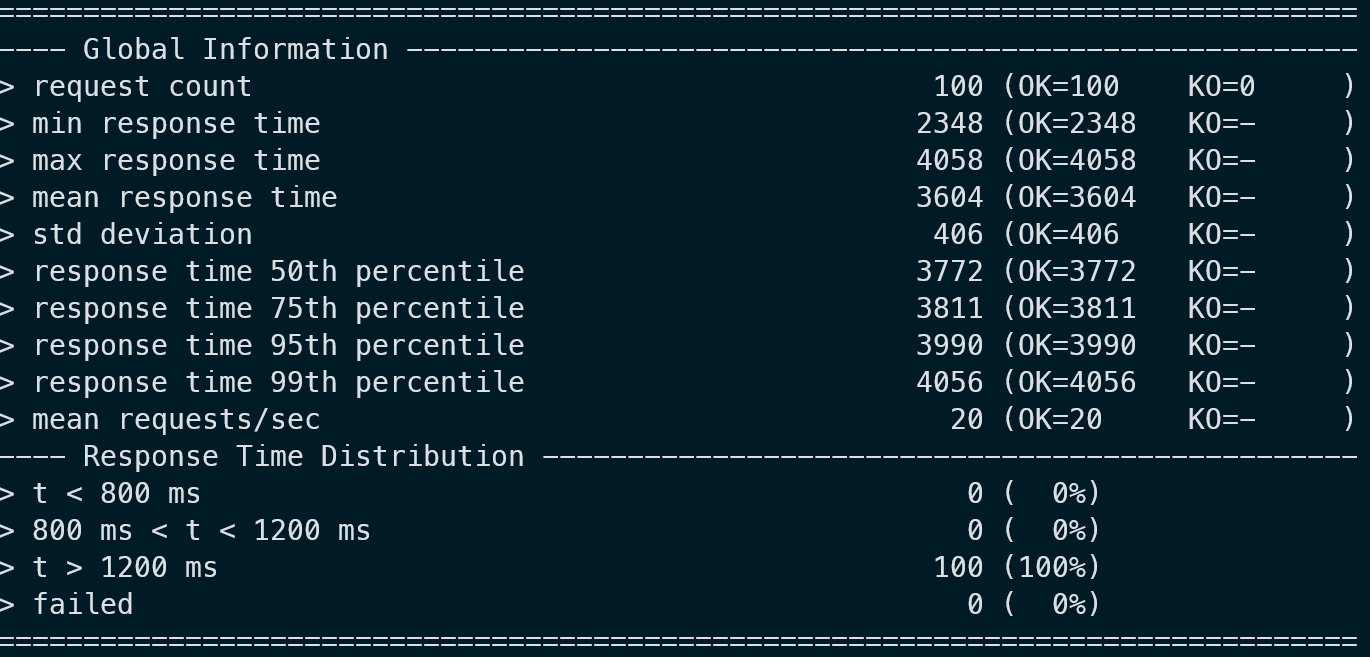 ================================================================================
---- Global Information --------------------------------------------------------
> request count                                        100 (OK=100    KO=0     )
> min response time                                   2348 (OK=2348   KO=-     )
> max response time                                   4058 (OK=4058   KO=-     )
> mean response time                                  3604 (OK=3604   KO=-     )
> std deviation                                        406 (OK=406    KO=-     )
> response time 50th percentile                       3772 (OK=3772   KO=-     )
> response time 75th percentile                       3811 (OK=3811   KO=-     )
> response time 95th percentile                       3990 (OK=3990   KO=-     )
> response time 99th percentile                       4056 (OK=4056   KO=-     )
> mean requests/sec                                     20 (OK=20     KO=-     )
---- Response Time Distribution ------------------------------------------------
> t < 800 ms                                             0 (  0%)
> 800 ms < t < 1200 ms                                   0 (  0%)
> t > 1200 ms                                          100 (100%)
> failed                                                 0 (  0%)
================================================================================